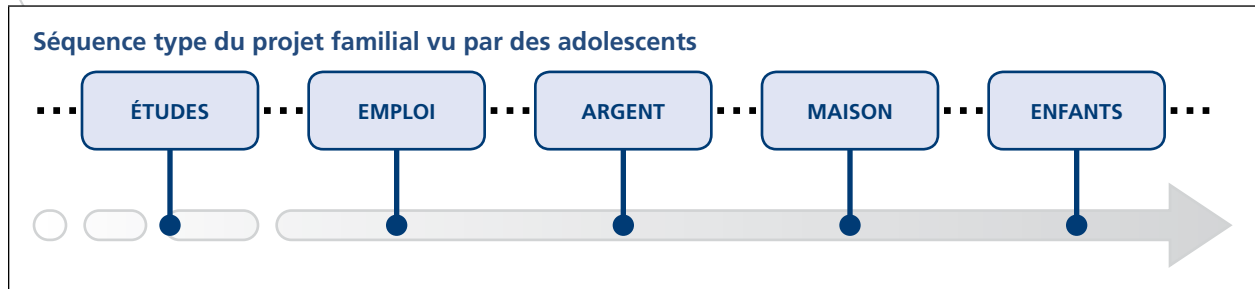 Séquence type du projet familial vu par des adolescents
ÉTUDES
EMPLOI
ARGENT
MAISON
ENFANTS